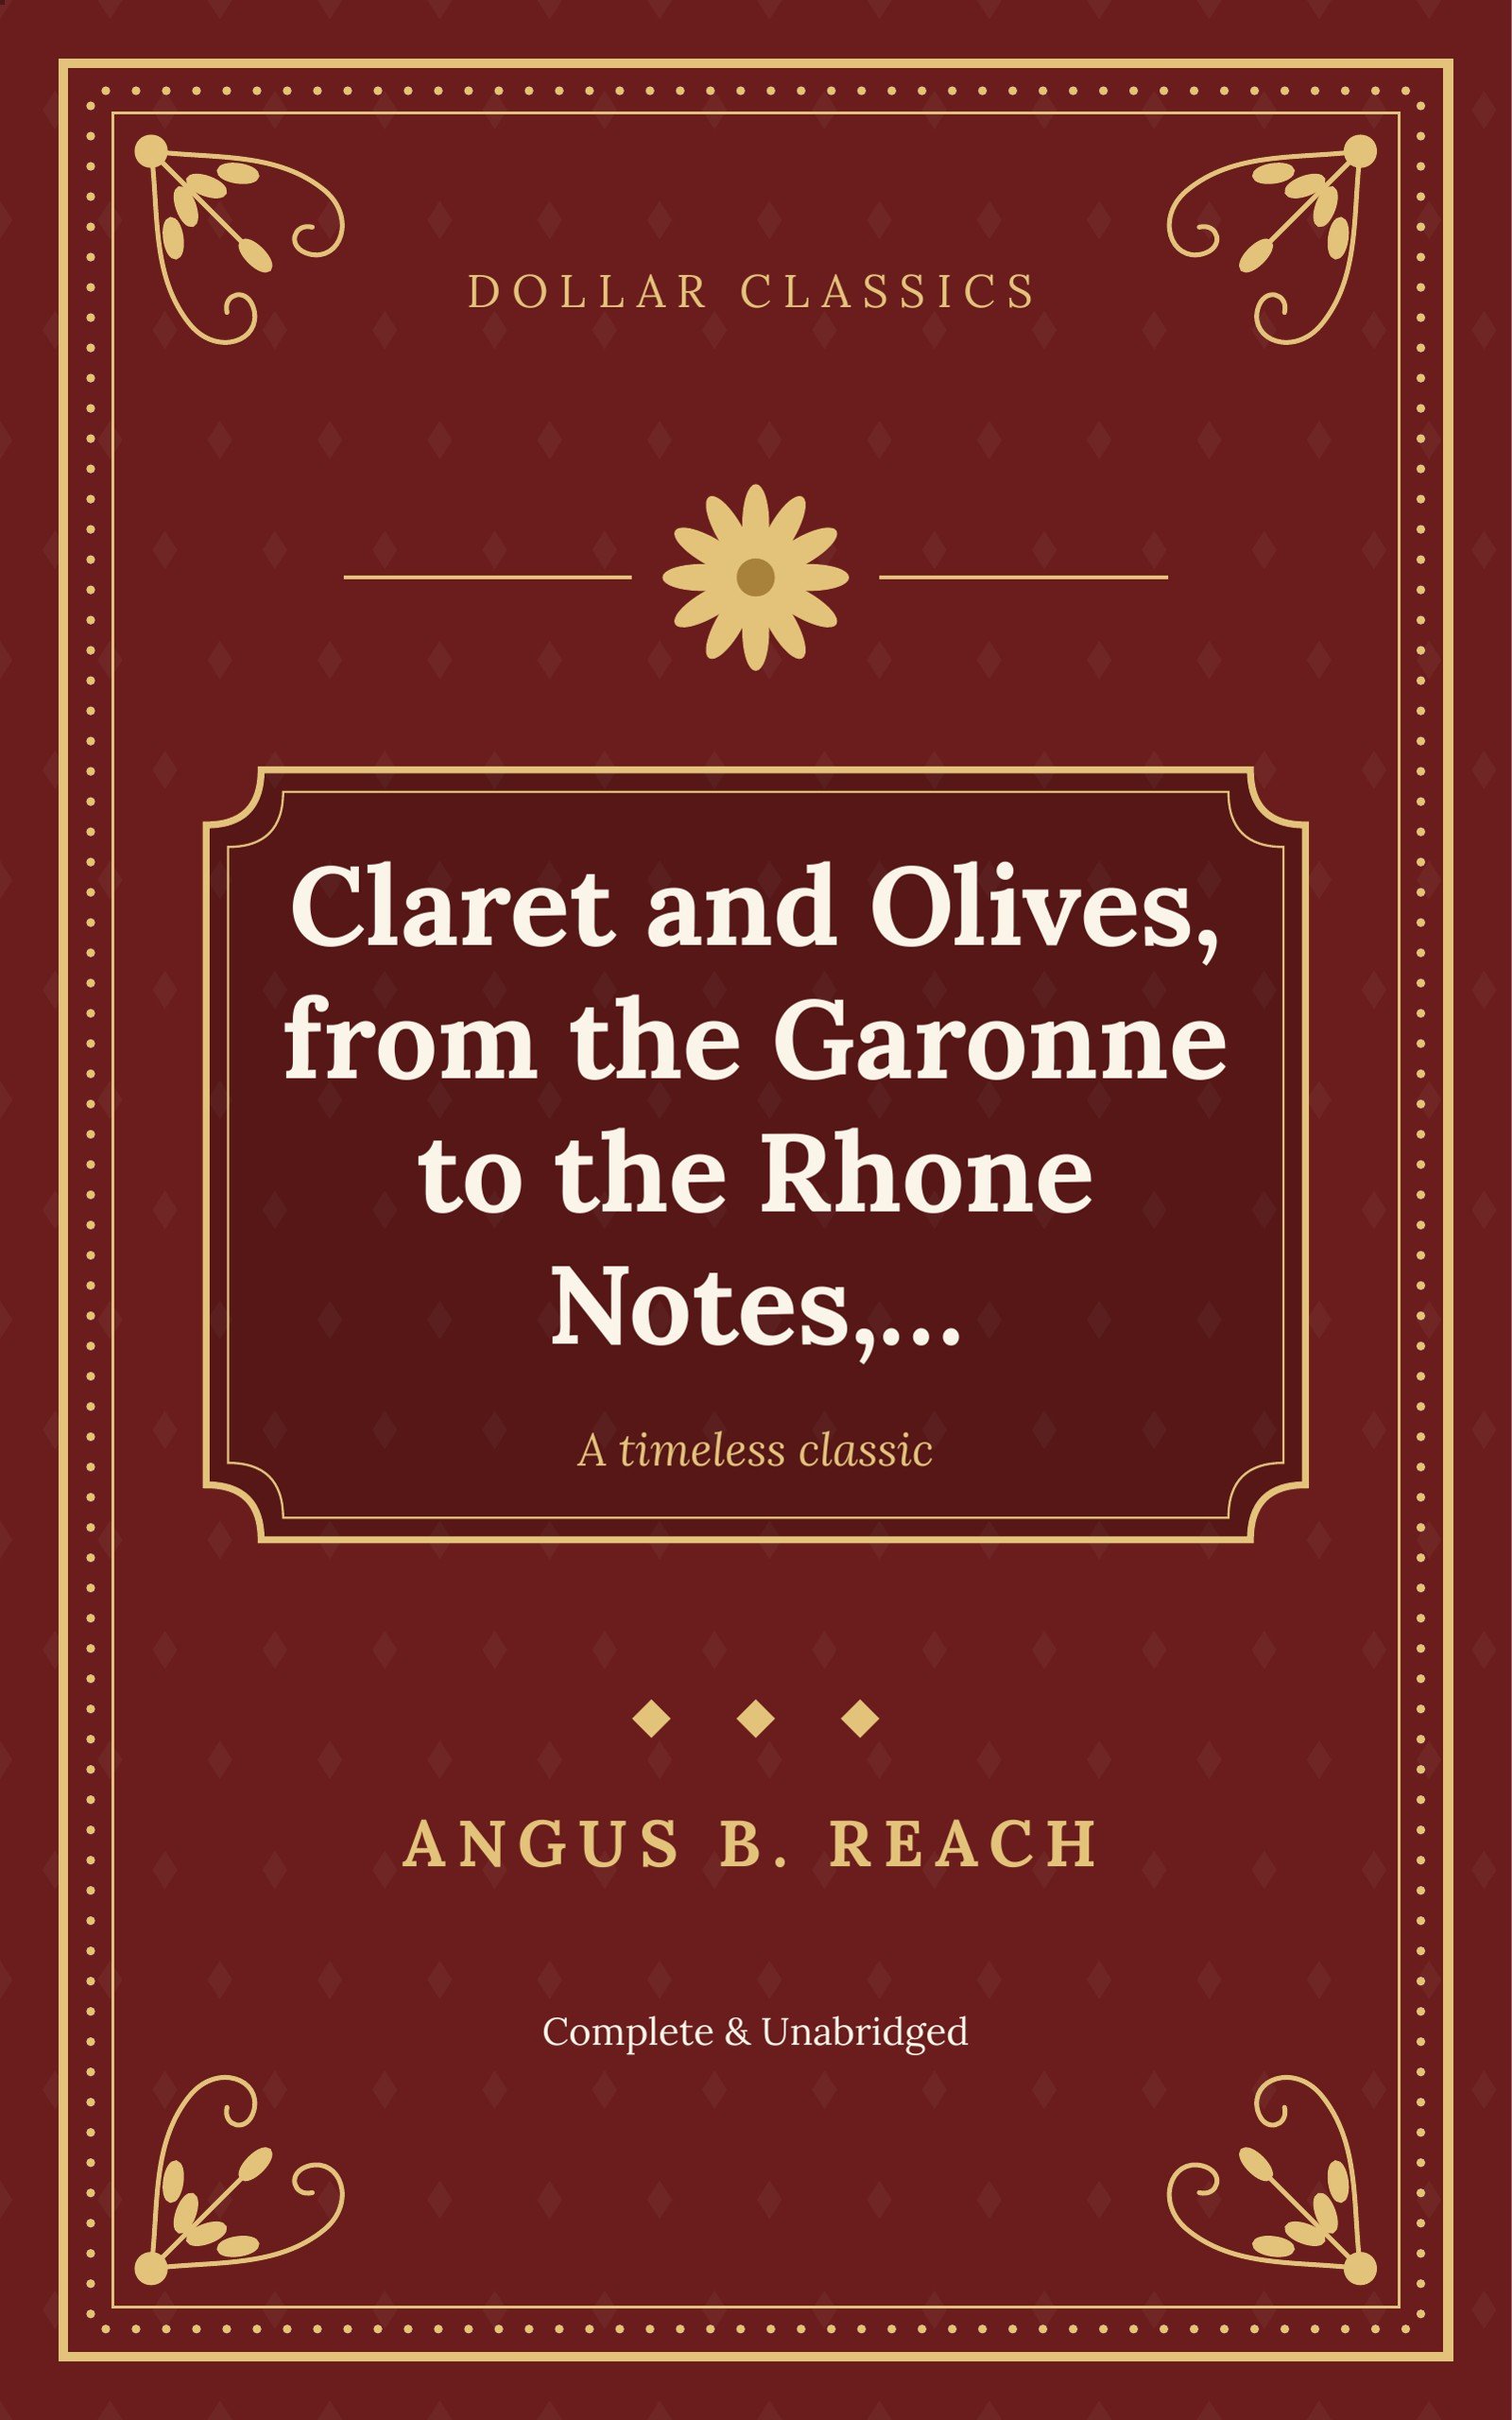 DOLLAR CLASSICS
Claret and Olives,
from the Garonne
to the Rhone
Notes,...
A timeless classic
ANGUS B. REACH
Complete & Unabridged